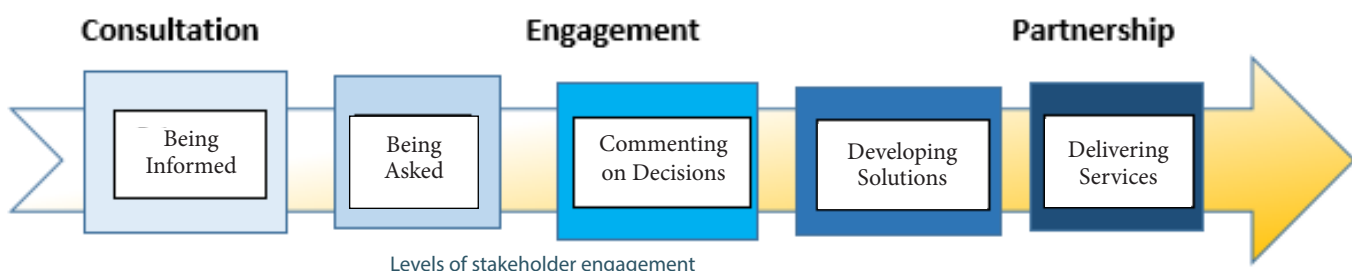 Consultation Engagement Partnership
Being
Informed
Being
Asked
Commenting
on Decisions
Developing
Solutions
Delivering
Services
Levels of stakeholder engagement